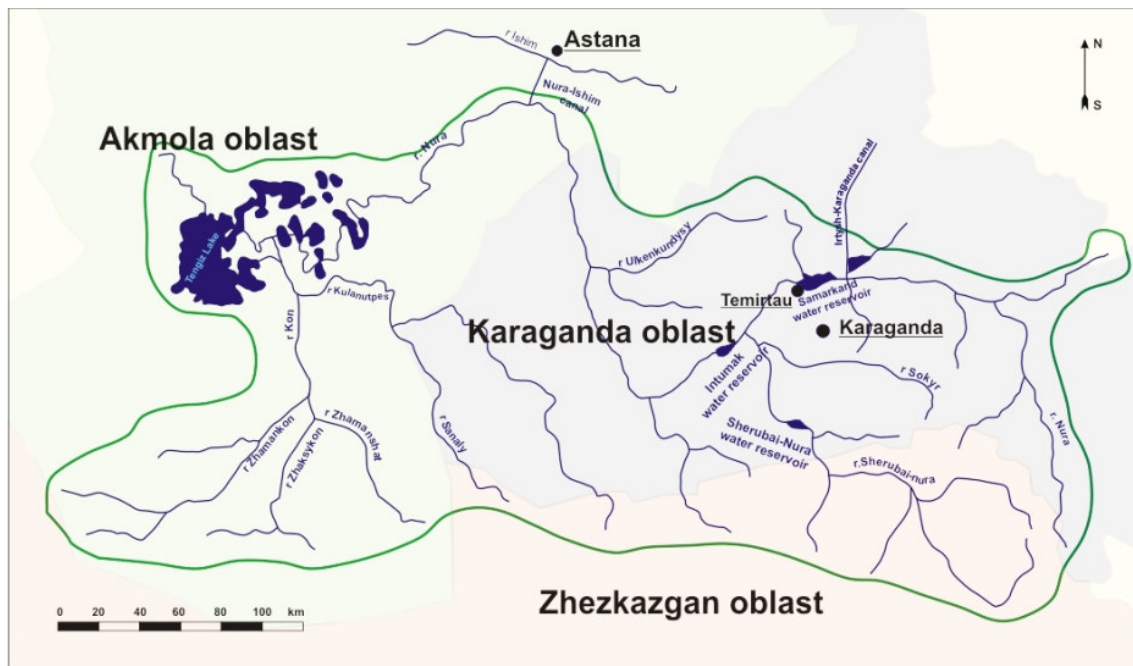 r Ishim
Astana
N
S
Nura-Ishim
canal
Akmola oblast
r. Nura
Irtysh-Karaganda canal
Tengiz Lake
r Ulkenkundysy
r Kulanutpes
Temirtau
Samarkand
water reservoir
r Kon
Karaganda oblast
Karaganda
Intumak
water reservoir
r Sokyr
r Zhamankon
r Zhaksykon
r Zhamanshat
r Sanaly
Sherubai-Nura
water reservoir
r. Nura
r.Sherubai-nura
Zhezkazgan oblast
0 20 40 60 80 100 km